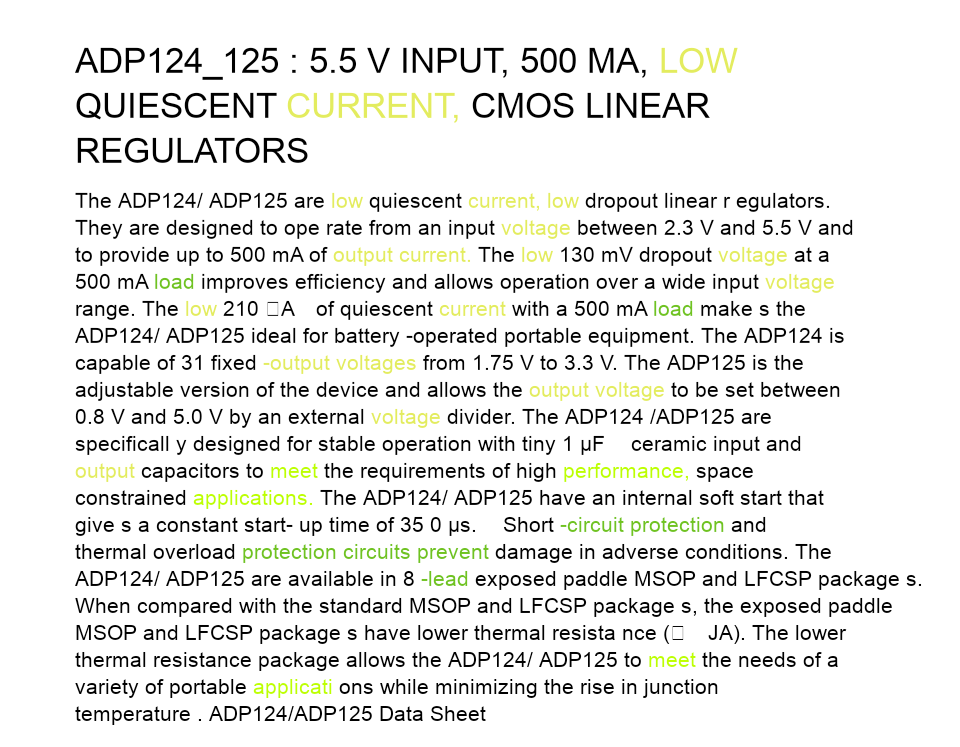 ADP124_125 : 5.5 V INPUT, 500 MA, LOW
QUIESCENT CURRENT, CMOS LINEAR
REGULATORS
The ADP124/ ADP125 are low quiescent current, low dropout linear r egulators.
They are designed to ope rate from an input voltage between 2.3 V and 5.5 V and
to provide up to 500 mA of output current. The low 130 mV dropout voltage at a
500 mA load improves efficiency and allows operation over a wide input voltage
range. The low 210 □A of quiescent current with a 500 mA load make s the
ADP124/ ADP125 ideal for battery -operated portable equipment. The ADP124 is
capable of 31 fixed -output voltages from 1.75 V to 3.3 V. The ADP125 is the
adjustable version of the device and allows the output voltage to be set between
0.8 V and 5.0 V by an external voltage divider. The ADP124 /ADP125 are
specificall y designed for stable operation with tiny 1 μF ceramic input and
output capacitors to meet the requirements of high performance, space
constrained applications. The ADP124/ ADP125 have an internal soft start that
give s a constant start- up time of 35 0 μs. Short -circuit protection and
thermal overload protection circuits prevent damage in adverse conditions. The
ADP124/ ADP125 are available in 8 -lead exposed paddle MSOP and LFCSP package s.
When compared with the standard MSOP and LFCSP package s, the exposed paddle
MSOP and LFCSP package s have lower thermal resista nce (□ JA). The lower
thermal resistance package allows the ADP124/ ADP125 to meet the needs of a
variety of portable applicati ons while minimizing the rise in junction
temperature . ADP124/ADP125 Data Sheet